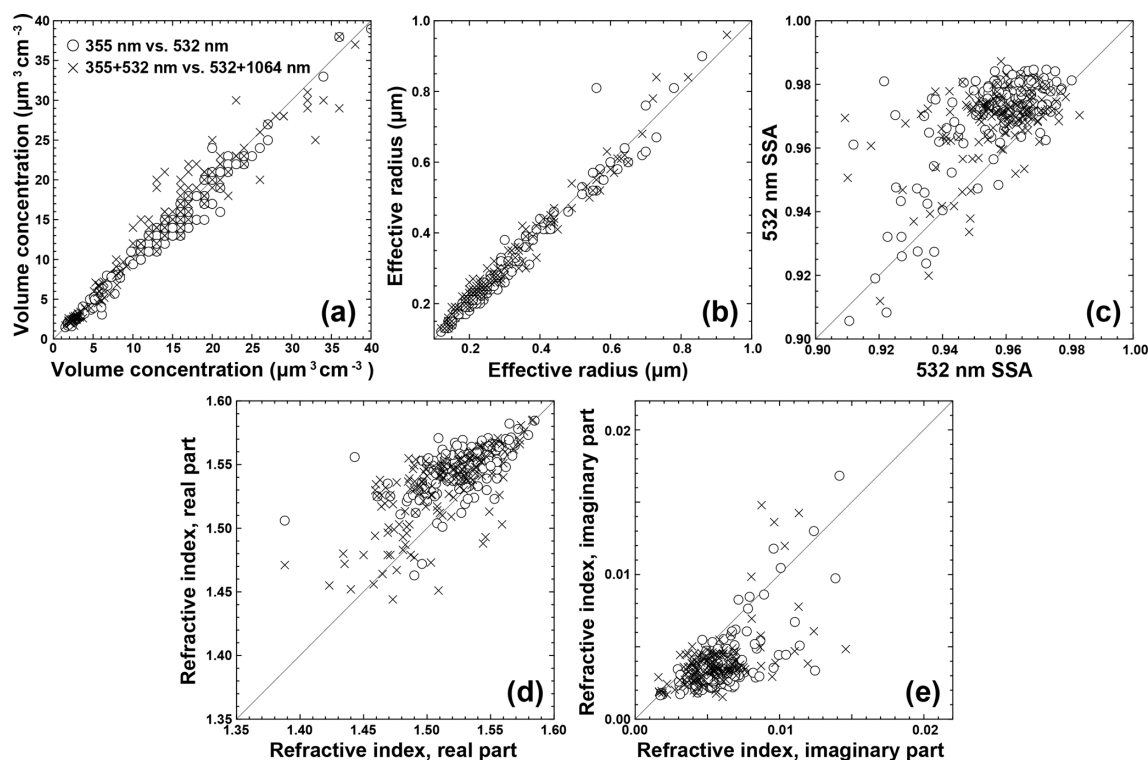 355 nm vs. 532 nm
355+532 nm vs. 532+1064 nm
Volume concentration (µm³cm⁻³)
40
35
30
25
20
15
10
5
0
0 5 10 15 20 25 30 35 40
Volume concentration (µm³cm⁻³)
(a)
Effective radius (µm)
1.0
0.8
0.6
0.4
0.2
0.2 0.4 0.6 0.8 1.0
Effective radius (µm)
(b)
532 nm SSA
1.00
0.98
0.96
0.94
0.92
0.90
0.90 0.92 0.94 0.96 0.98 1.00
532 nm SSA
(c)
Refractive index, real part
1.60
1.55
1.50
1.45
1.40
1.35
1.35 1.40 1.45 1.50 1.55 1.60
Refractive index, real part
(d)
Refractive index, imaginary part
0.02
0.01
0.00
0.00 0.01 0.02
Refractive index, imaginary part
(e)